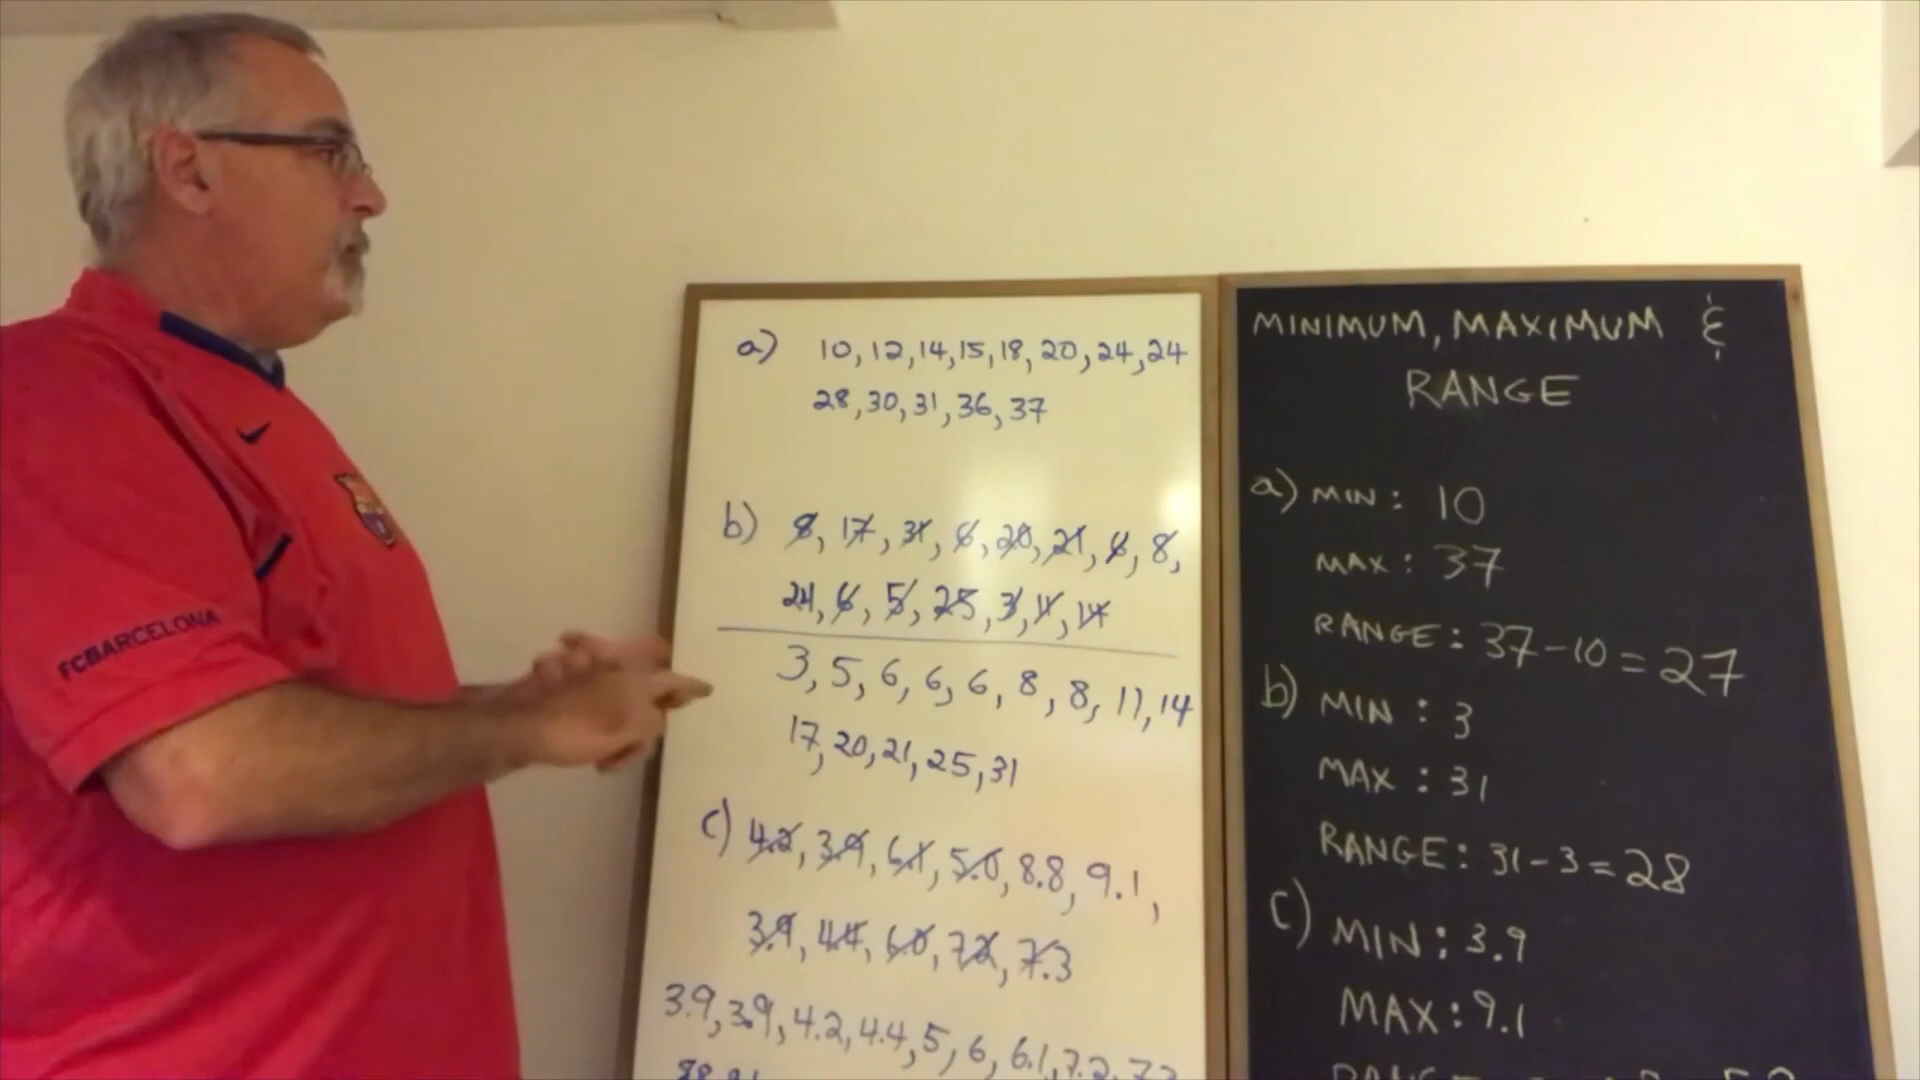 a) 10, 12, 14, 15, 18, 20, 24, 24
28, 30, 31, 36, 37
b) 8, 17, 31, 6, 20, 21, 6, 8,
24, 6, 5, 25, 3, 11, 14
3, 5, 6, 6, 6, 8, 8, 11, 14
17, 20, 21, 25, 31
c) 4.2, 3.9, 6.1, 5.0, 8.8, 9.1,
3.9, 4.4, 6.0, 7.2, 7.3
3.9, 3.9, 4.2, 4.4, 5, 6, 6.1, 7.2, 7.3
MINIMUM, MAXIMUM &
RANGE
a) MIN: 10
MAX: 37
RANGE: 37-10=27
b) MIN: 3
MAX: 31
RANGE: 31-3=28
c) MIN: 3.9
MAX: 9.1
FCBARCELONA